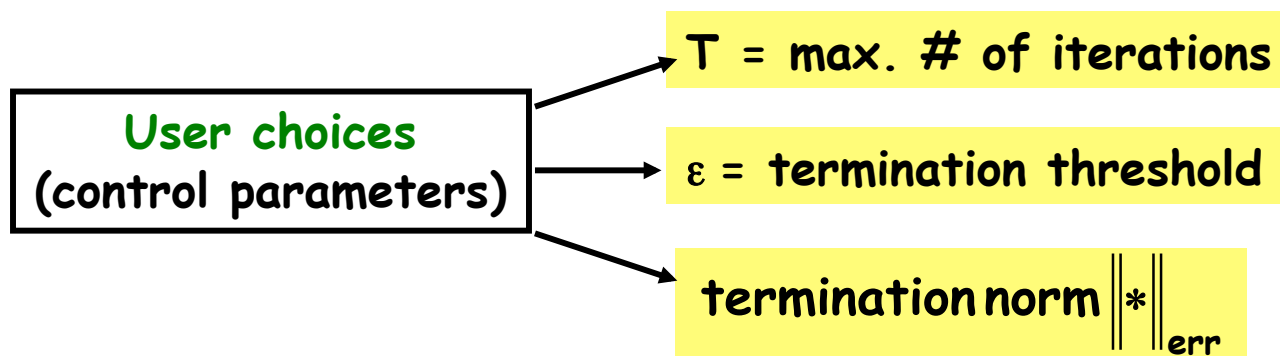 User choices
(control parameters)
T = max. # of iterations
ε = termination threshold
termination norm ‖*‖err